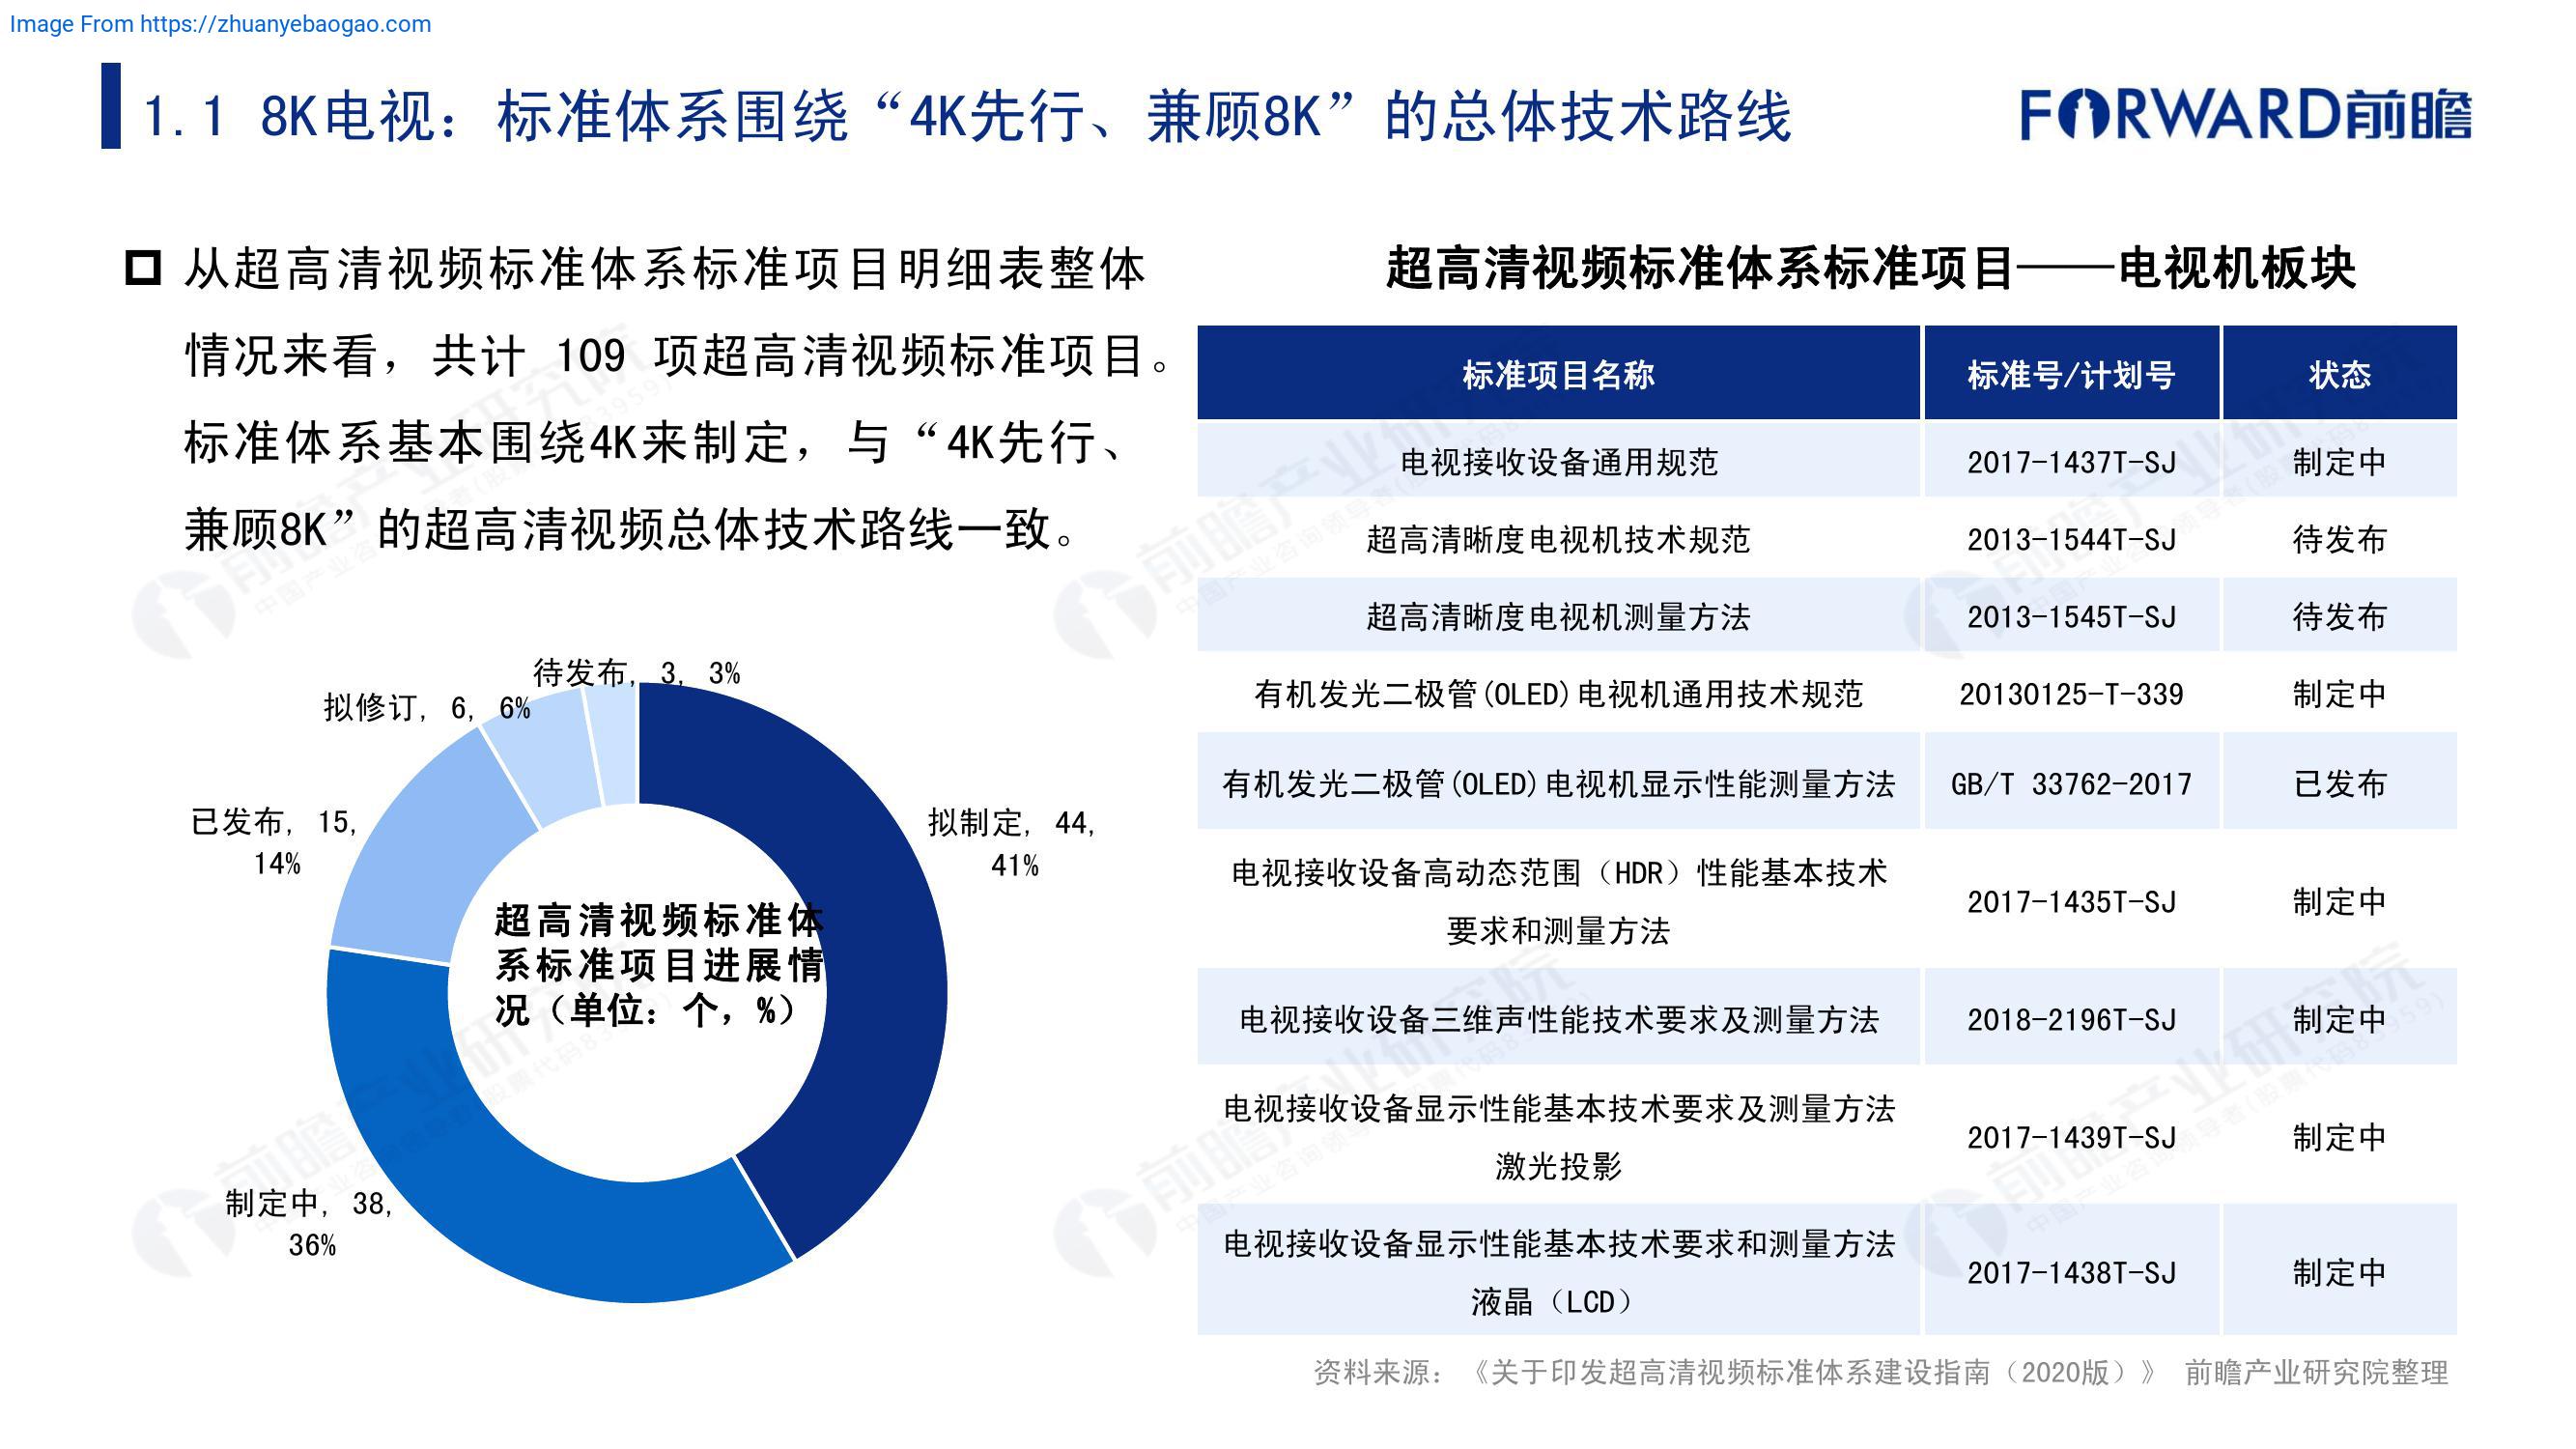 Image From https://zhuanyebaogao.com
1.1 8K电视：标准体系围绕“4K先行、兼顾8K”的总体技术路线
FORWARD前瞻
从超高清视频标准体系标准项目明细表整体
情况来看，共计 109 项超高清视频标准项目。
标准体系基本围绕4K来制定，与“4K先行、
兼顾8K”的超高清视频总体技术路线一致。
待发布, 3, 3%
拟修订, 6, 6%
已发布, 15,
14%
拟制定, 44,
41%
超高清视频标准体
系标准项目进展情
况（单位：个，%）
制定中, 38,
36%
超高清视频标准体系标准项目——电视机板块
标准项目名称 标准号/计划号 状态
电视接收设备通用规范 2017-1437T-SJ 制定中
超高清晰度电视机技术规范 2013-1544T-SJ 待发布
超高清晰度电视机测量方法 2013-1545T-SJ 待发布
有机发光二极管(OLED)电视机通用技术规范 20130125-T-339 制定中
有机发光二极管(OLED)电视机显示性能测量方法 GB/T 33762-2017 已发布
电视接收设备高动态范围（HDR）性能基本技术
要求和测量方法 2017-1435T-SJ 制定中
电视接收设备三维声性能技术要求及测量方法 2018-2196T-SJ 制定中
电视接收设备显示性能基本技术要求及测量方法
激光投影 2017-1439T-SJ 制定中
电视接收设备显示性能基本技术要求和测量方法
液晶（LCD） 2017-1438T-SJ 制定中
资料来源：《关于印发超高清视频标准体系建设指南（2020版）》 前瞻产业研究院整理